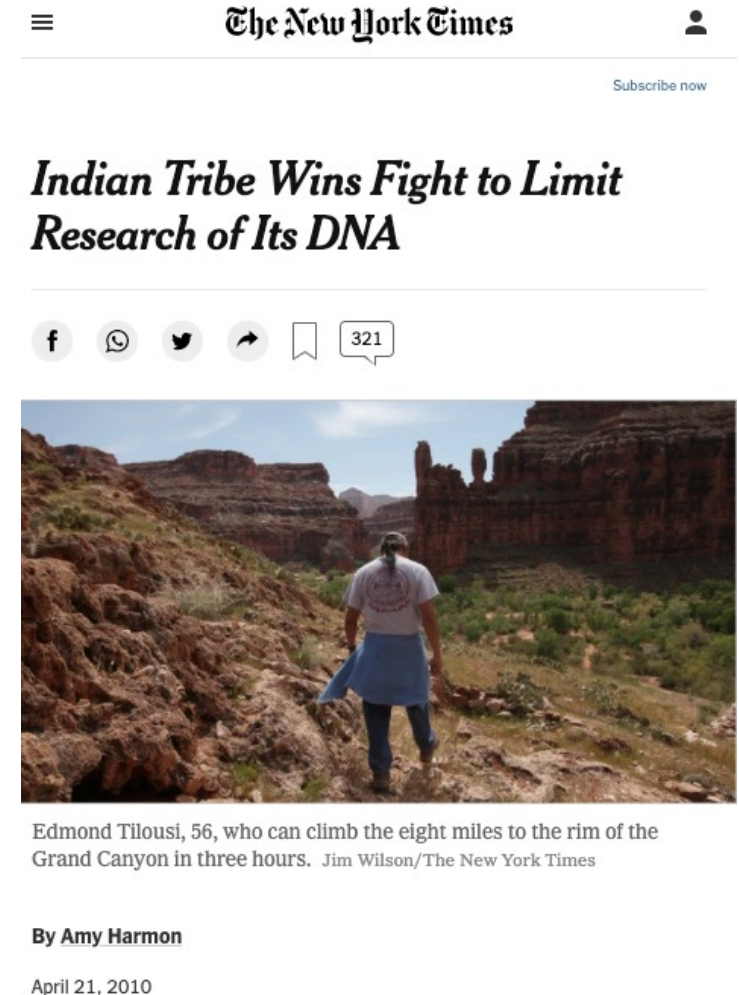 The New York Times
Subscribe now
Indian Tribe Wins Fight to Limit
Research of Its DNA
321
Edmond Tilousi, 56, who can climb the eight miles to the rim of the
Grand Canyon in three hours. Jim Wilson/The New York Times
By Amy Harmon
April 21, 2010